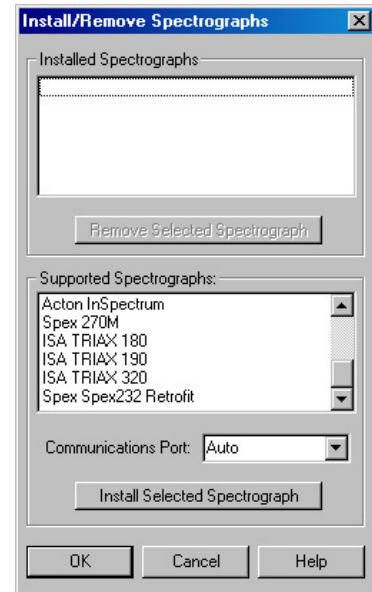 Install/Remove Spectrographs
Installed Spectrographs
Remove Selected Spectrograph
Supported Spectrographs:
Acton InSpectrum
Spex 270M
ISA TRIAX 180
ISA TRIAX 190
ISA TRIAX 320
Spex Spex232 Retrofit
Communications Port: Auto
Install Selected Spectrograph
OK Cancel Help